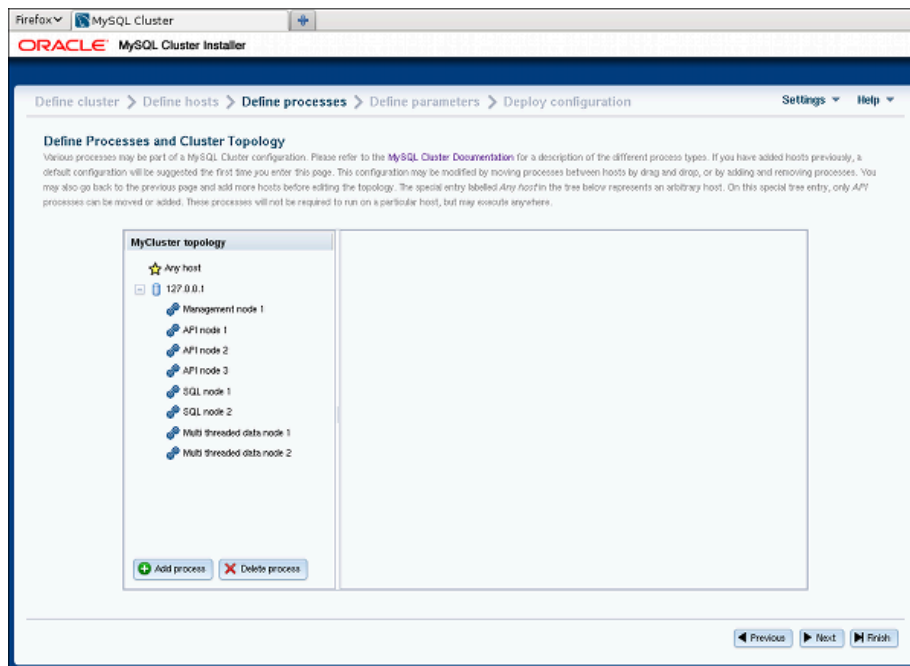 Firefox
MySQL Cluster
ORACLE MySQL Cluster Installer
Define cluster Define hosts Define processes Define parameters Deploy configuration Settings Help
Define Processes and Cluster Topology
Various processes may be part of a MySQL Cluster configuration. Please refer to the MySQL Cluster Documentation for a description of the different process types. If you have added hosts previously, a
default configuration will be suggested the first time you enter this page. This configuration may be modified by moving processes between hosts by drag and drop, or by adding and removing processes. You
may also go back to the previous page and add more hosts before editing the topology. The special entry labelled Any host in the tree below represents an arbitrary host. On this special tree entry, only API
processes can be moved or added. These processes will not be required to run on a particular host, but may execute anywhere.
MyCluster topology
Any host
127.0.0.1
Management node 1
API node 1
API node 2
API node 3
SQL node 1
SQL node 2
Multi threaded data node 1
Multi threaded data node 2
Add process Delete process
Previous Next Finish